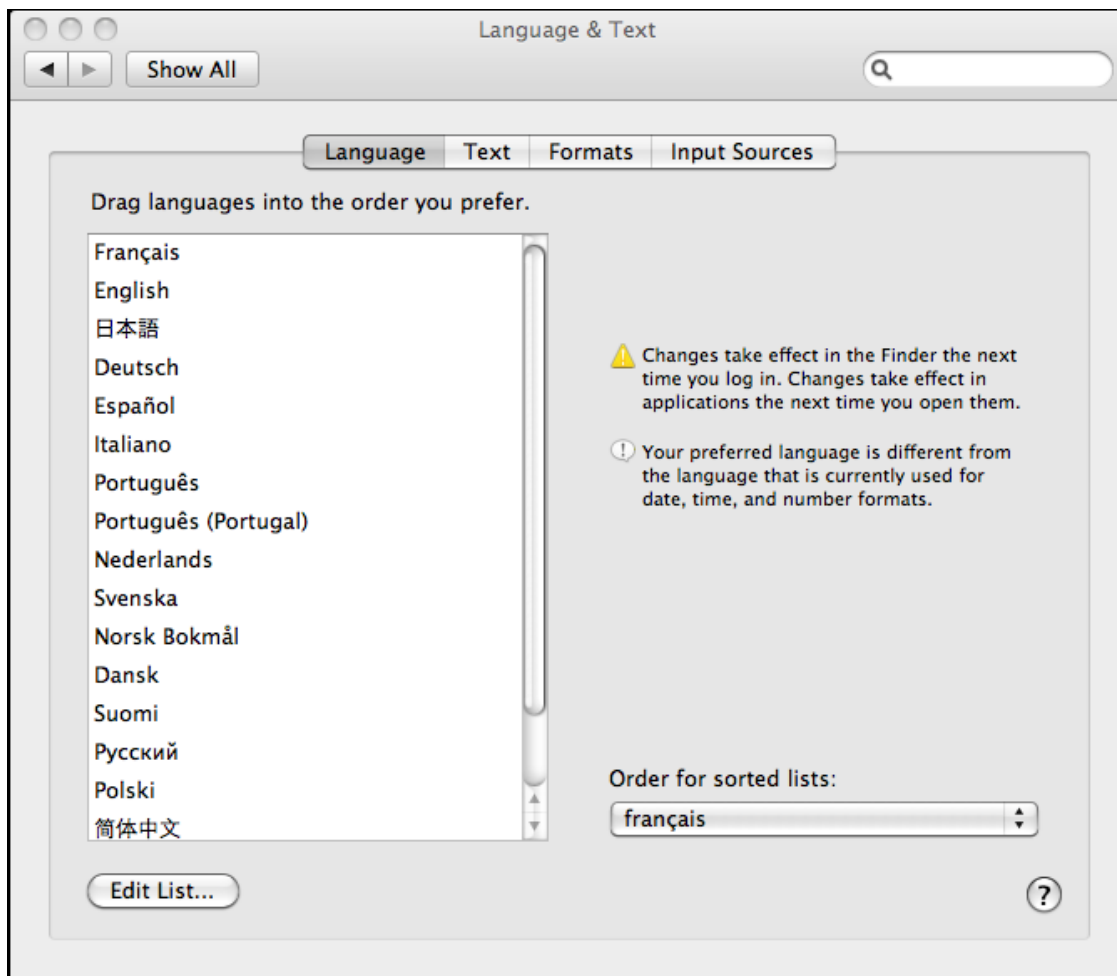 Language & Text
Show All
Language Text Formats Input Sources
Drag languages into the order you prefer.
Français
English
日本語
Deutsch
Español
Italiano
Português
Português (Portugal)
Nederlands
Svenska
Norsk Bokmål
Dansk
Suomi
Русский
Polski
简体中文
Changes take effect in the Finder the next
time you log in. Changes take effect in
applications the next time you open them.
Your preferred language is different from
the language that is currently used for
date, time, and number formats.
Order for sorted lists:
français
Edit List...
?